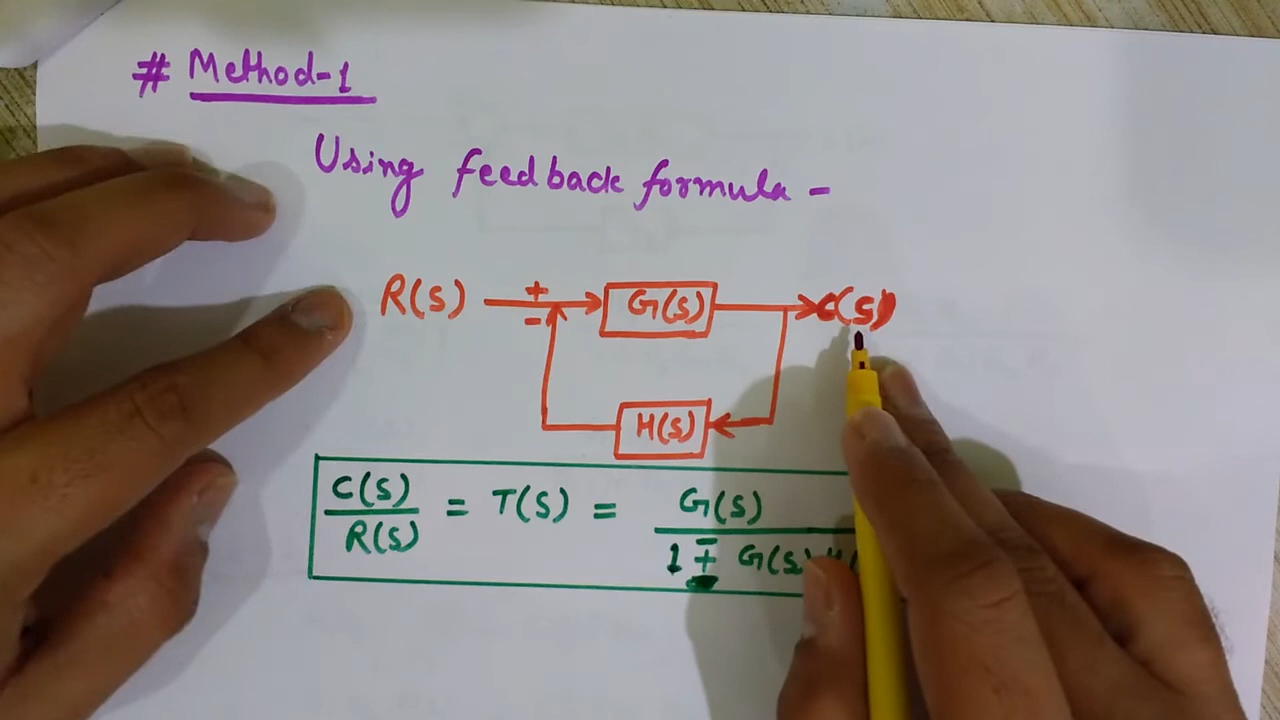 # Method-1
Using feedback formula -
R(S) + - G(S) C(S)
H(S)
C(S) / R(S) = T(S) = G(S) / 1 ∓ G(S)